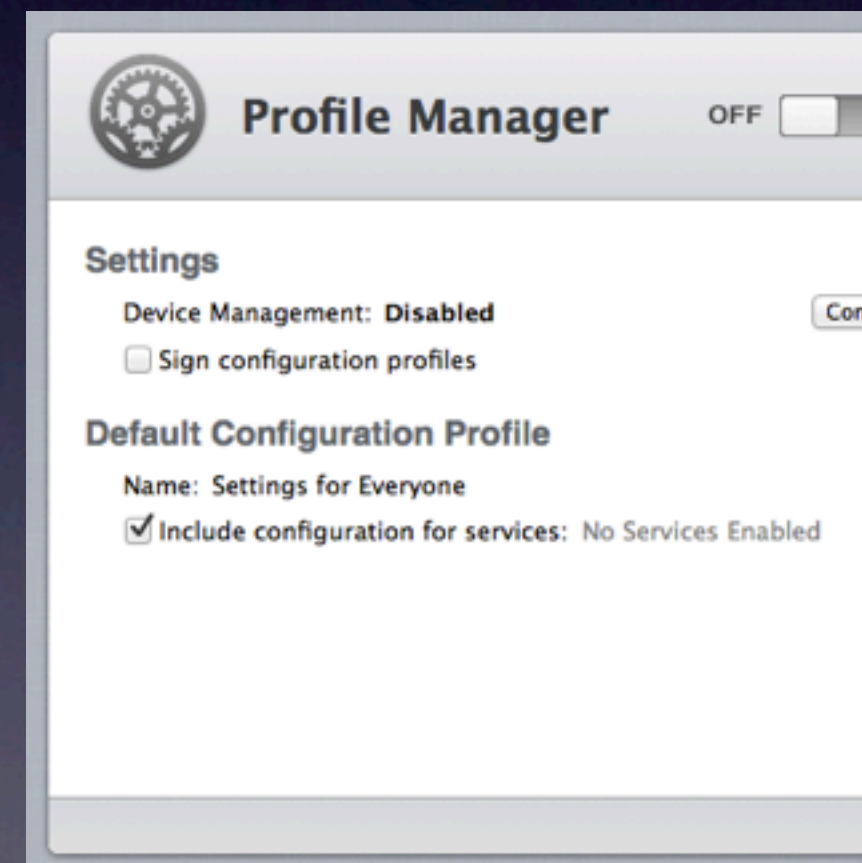 Profile Manager
OFF
Settings
Device Management: Disabled
Sign configuration profiles
Default Configuration Profile
Name: Settings for Everyone
Include configuration for services: No Services Enabled